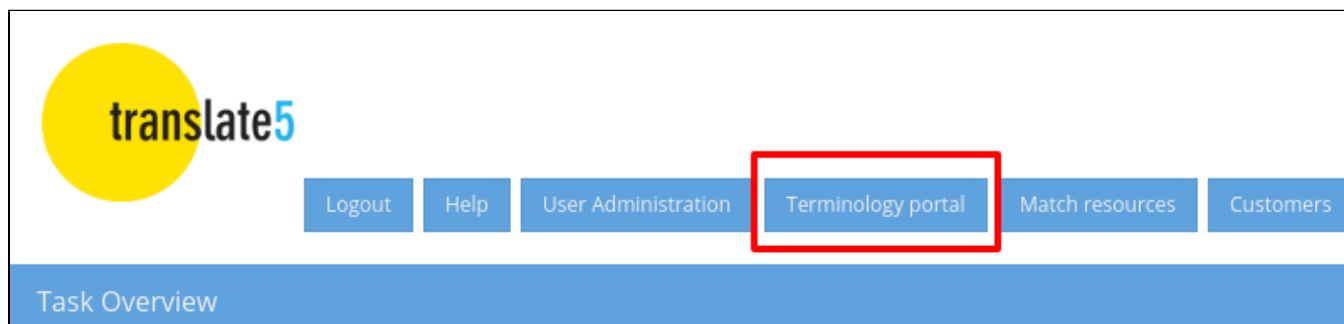 translate5
Logout Help User Administration Terminology portal Match resources Customers
Task Overview